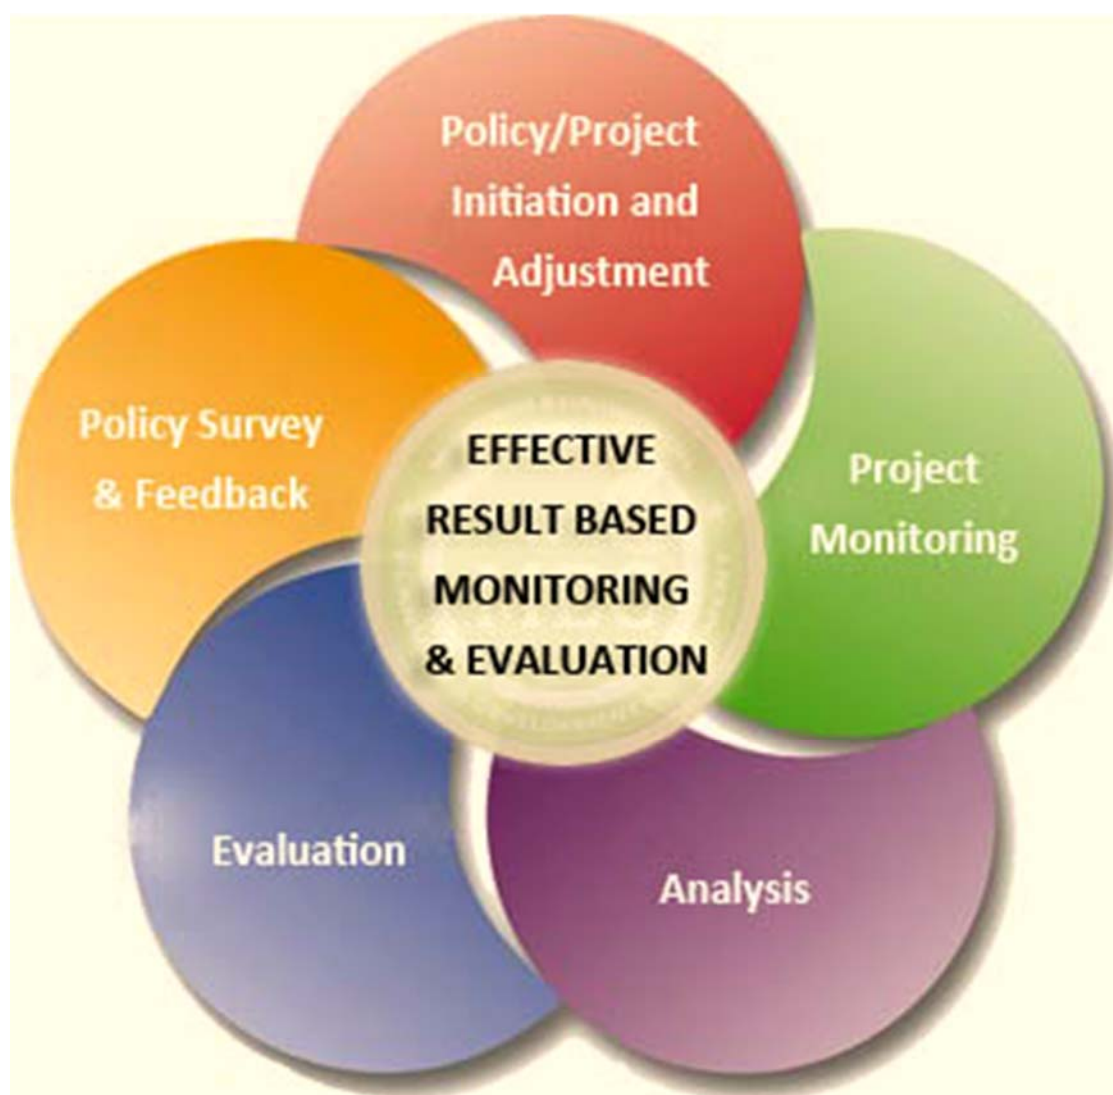 Policy/Project
Initiation and
Adjustment
Project
Monitoring
Analysis
Evaluation
Policy Survey
& Feedback
EFFECTIVE
RESULT BASED
MONITORING
& EVALUATION